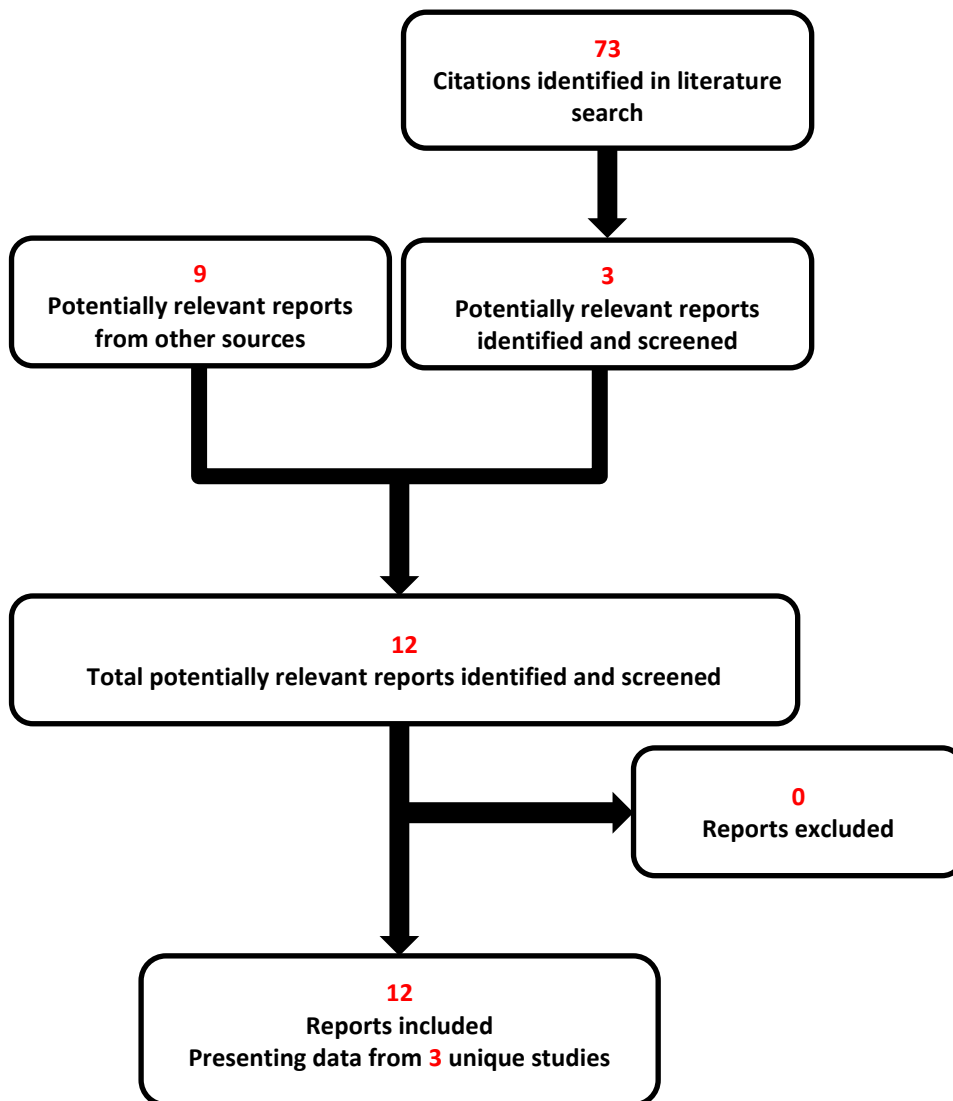 73
Citations identified in literature
search
9
Potentially relevant reports
from other sources
3
Potentially relevant reports
identified and screened
12
Total potentially relevant reports identified and screened
0
Reports excluded
12
Reports included
Presenting data from 3 unique studies